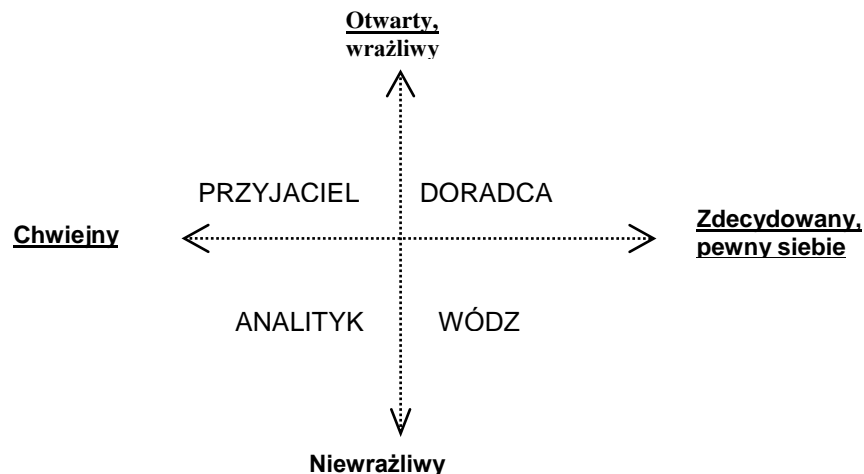 Otwarty,
wrażliwy
PRZYJACIEL DORADCA
Chwiejny
Zdecydowany,
pewny siebie
ANALITYK WÓDZ
Niewrażliwy